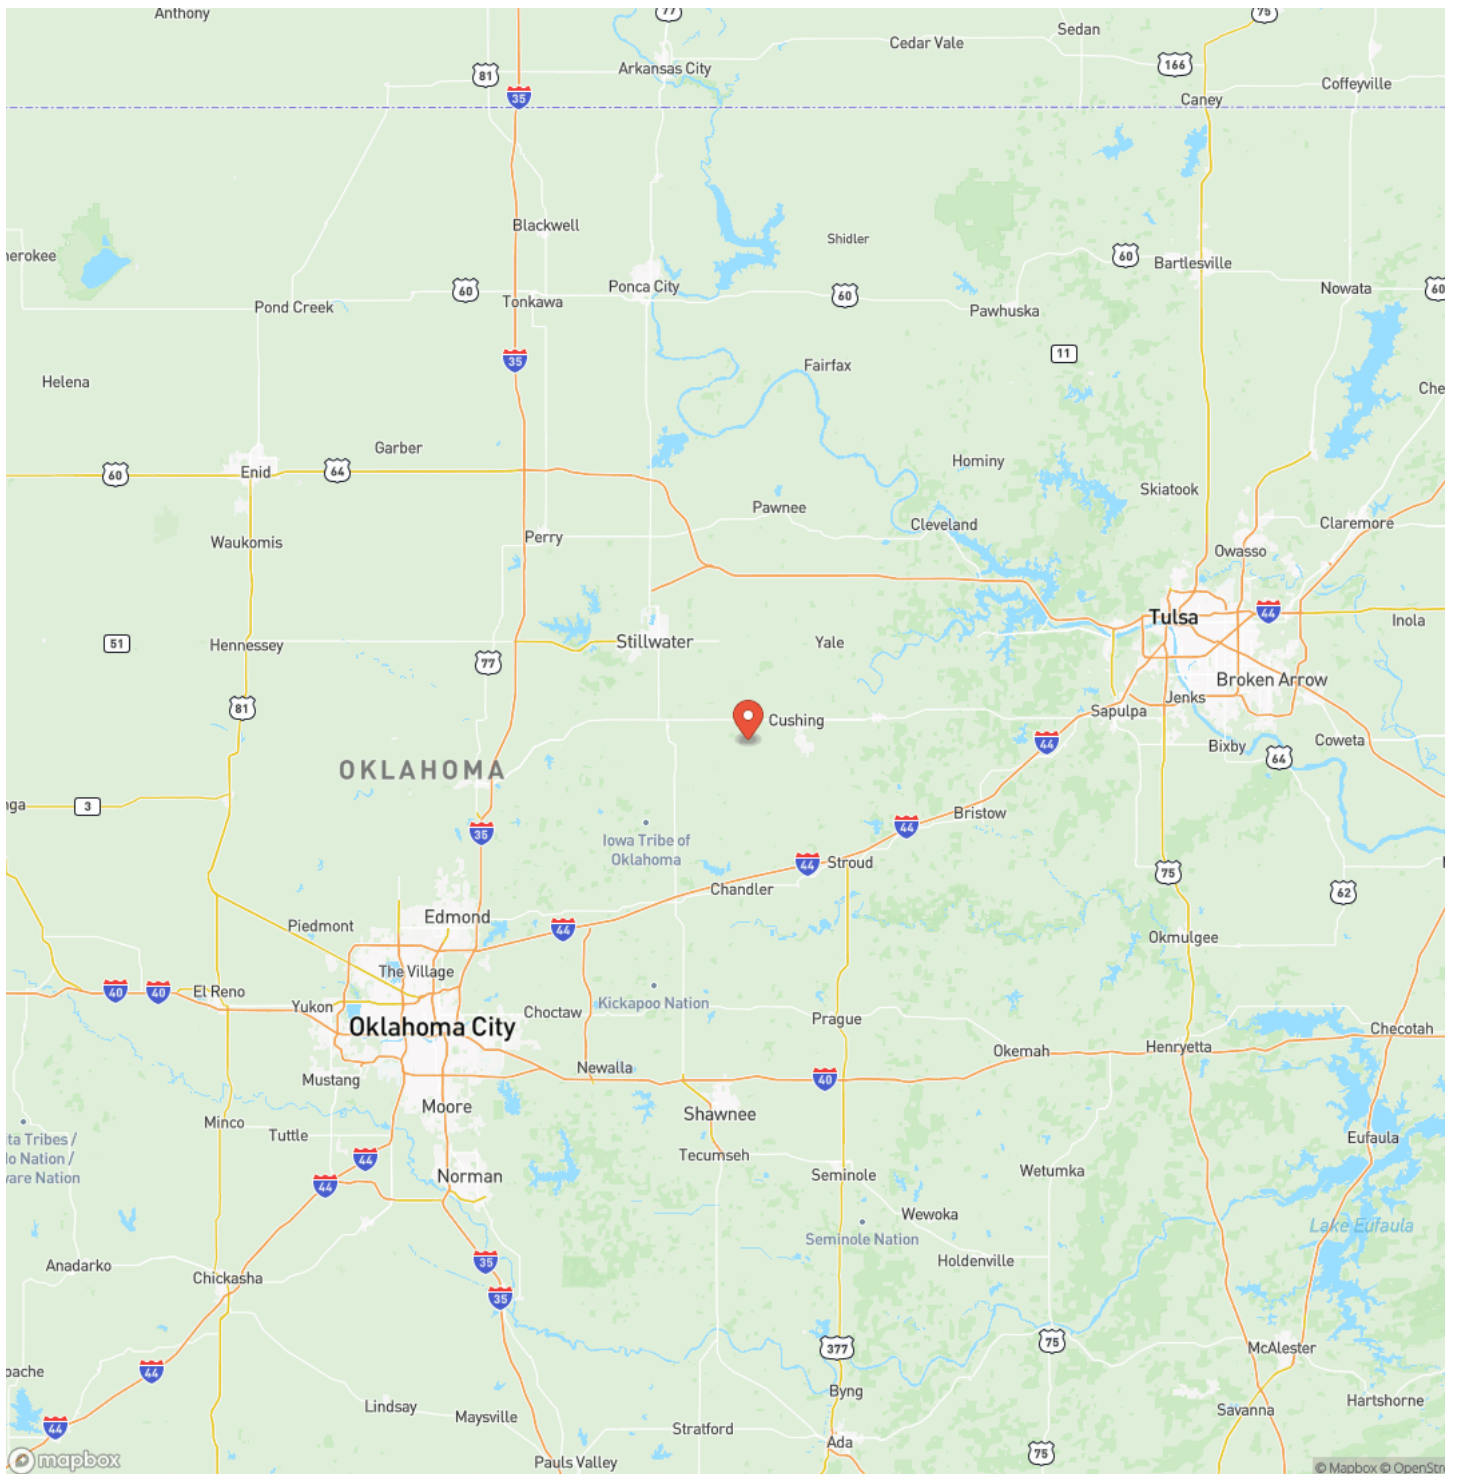 Anthony
77
75
Sedan
Cedar Vale
81
Arkansas City
166
35
Caney
Coffeyville
Blackwell
Shidler
herokee
60
Bartlesville
60
Ponca City
60
Nowata
60
Tonkawa
Pond Creek
Pawhuska
35
11
Fairfax
Helena
Che
Garber
60
Enid
64
Hominy
Skiatook
Pawnee
Cleveland
Claremore
Waukomis
Perry
Owasso
44
Tulsa
Inola
51
Hennessey
Stillwater
Yale
77
Broken Arrow
Jenks
81
Sapulpa
Cushing
44
Bixby
Coweta
64
OKLAHOMA
nga
3
Bristow
44
35
Iowa Tribe of
Oklahoma
44
Stroud
75
Chandler
62
Edmond
Piedmont
44
Okmulgee
The Village
40
40
El Reno
Yukon
Kickapoo Nation
Choctaw
Oklahoma City
Prague
Checotah
Okemah
Henryetta
Newalla
Mustang
40
Moore
Shawnee
Minco
Tuttle
ta Tribes /
do Nation /
ware Nation
Eufaula
44
Tecumseh
Norman
Seminole
Wetumka
44
Wewoka
Lake Eufaula
Seminole Nation
35
Holdenville
Anadarko
Chickasha
35
377
75
McAlester
pache
44
Byng
Hartshorne
Lindsay
Maysville
Savanna
44
Stratford
Ada
75
mapbox
Pauls Valley
© Mapbox © OpenStre